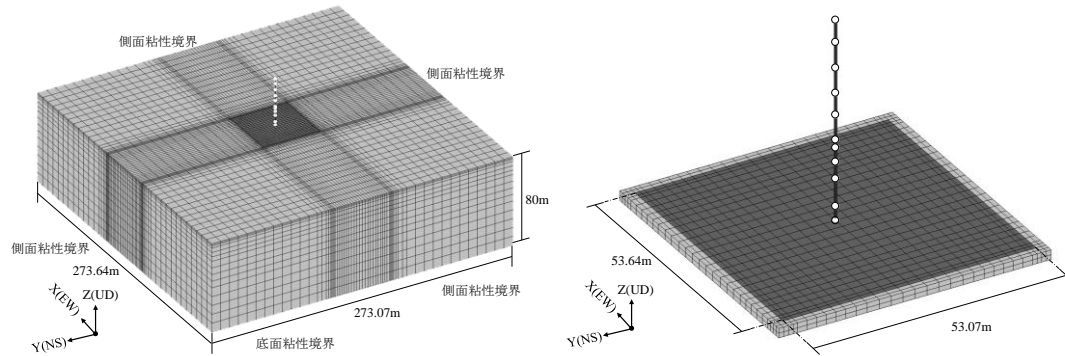 側面粘性境界
側面粘性境界
80m
側面粘性境界
273.64m
273.07m
側面粘性境界
底面粘性境界
X(EW)
Z(UD)
Y(NS)
53.64m
53.07m
X(EW)
Z(UD)
Y(NS)